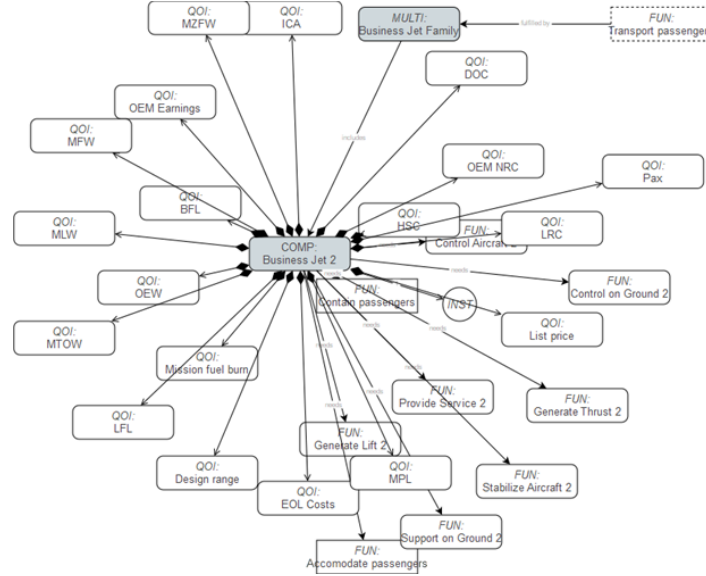 QOI:
MZFW
QOI:
ICA
MULTI:
Business Jet Family
fulfilled by
FUN:
Transport passenger
QOI:
DOC
QOI:
OEM Earnings
QOI:
MFW
includes
QOI:
OEM NRC
QOI:
Pax
QOI:
BFL
QOI:
HSC
QOI:
LRC
QOI:
MLW
FUN:
Control Aircraft 2
COMP:
Business Jet 2
needs
needs
needs
QOI:
OEW
FUN:
Contain passengers
INST
FUN:
Control on Ground 2
QOI:
MTOW
QOI:
List price
needs
needs
QOI:
Mission fuel burn
needs
needs
FUN:
Provide Service 2
FUN:
Generate Thrust 2
needs
QOI:
LFL
FUN:
Generate Lift 2
QOI:
Design range
QOI:
MPL
FUN:
Stabilize Aircraft 2
QOI:
EOL Costs
FUN:
Support on Ground 2
FUN:
Accomodate passengers